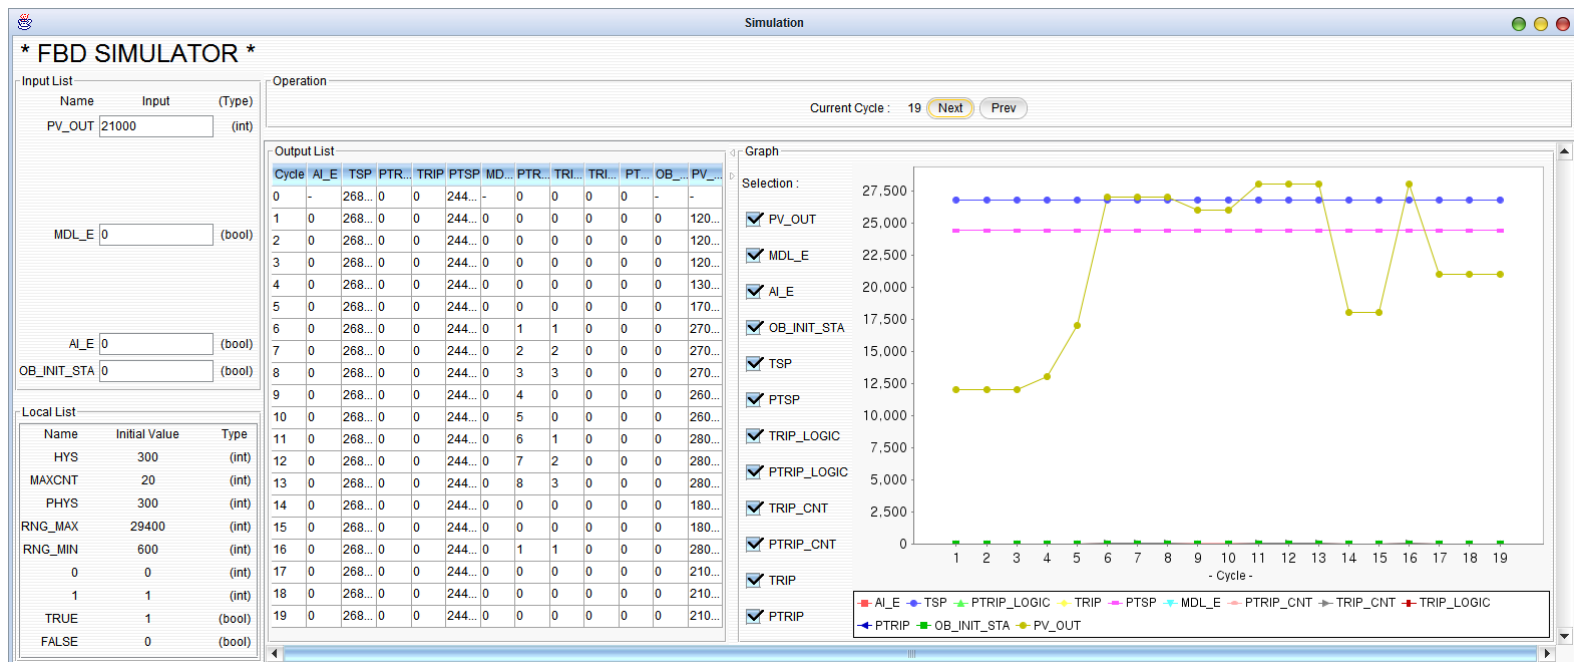 Simulation
* FBD SIMULATOR *
Input List
Name Input (Type)
PV_OUT 21000 (int)
MDL_E 0 (bool)
AI_E 0 (bool)
OB_INIT_STA 0 (bool)
Local List
Name Initial Value Type
HYS 300 (int)
MAXCNT 20 (int)
PHYS 300 (int)
RNG_MAX 29400 (int)
RNG_MIN 600 (int)
0 0 (int)
1 1 (int)
TRUE 1 (bool)
FALSE 0 (bool)
Operation
Current Cycle : 19 Next Prev
Output List
Cycle AI_E TSP PTR... TRIP PTSP MD... PTR... TRI... TRI... PT... OB_... PV_...
0 - 268... 0 0 244... - 0 0 0 0 - -
1 0 268... 0 0 244... 0 0 0 0 0 0 120...
2 0 268... 0 0 244... 0 0 0 0 0 0 120...
3 0 268... 0 0 244... 0 0 0 0 0 0 120...
4 0 268... 0 0 244... 0 0 0 0 0 0 130...
5 0 268... 0 0 244... 0 0 0 0 0 0 170...
6 0 268... 0 0 244... 0 1 1 0 0 0 270...
7 0 268... 0 0 244... 0 2 2 0 0 0 270...
8 0 268... 0 0 244... 0 3 3 0 0 0 270...
9 0 268... 0 0 244... 0 4 0 0 0 0 260...
10 0 268... 0 0 244... 0 5 0 0 0 0 260...
11 0 268... 0 0 244... 0 6 1 0 0 0 280...
12 0 268... 0 0 244... 0 7 2 0 0 0 280...
13 0 268... 0 0 244... 0 8 3 0 0 0 280...
14 0 268... 0 0 244... 0 0 0 0 0 0 180...
15 0 268... 0 0 244... 0 0 0 0 0 0 180...
16 0 268... 0 0 244... 0 1 1 0 0 0 280...
17 0 268... 0 0 244... 0 0 0 0 0 0 210...
18 0 268... 0 0 244... 0 0 0 0 0 0 210...
19 0 268... 0 0 244... 0 0 0 0 0 0 210...
Graph
Selection :
PV_OUT
MDL_E
AI_E
OB_INIT_STA
TSP
PTSP
TRIP_LOGIC
PTRIP_LOGIC
TRIP_CNT
PTRIP_CNT
TRIP
PTRIP
27,500
25,000
22,500
20,000
17,500
15,000
12,500
10,000
7,500
5,000
2,500
0
1 2 3 4 5 6 7 8 9 10 11 12 13 14 15 16 17 18 19
- Cycle -
AI_E TSP PTRIP_LOGIC TRIP PTSP MDL_E PTRIP_CNT TRIP_CNT TRIP_LOGIC
PTRIP OB_INIT_STA PV_OUT